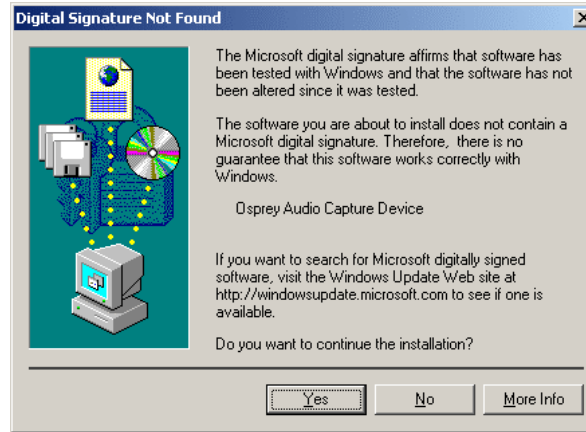 Digital Signature Not Found
The Microsoft digital signature affirms that software has
been tested with Windows and that the software has not
been altered since it was tested.
The software you are about to install does not contain a
Microsoft digital signature. Therefore,  there is no
guarantee that this software works correctly with
Windows.
Osprey Audio Capture Device
If you want to search for Microsoft digitally signed
software, visit the Windows Update Web site at
http://windowsupdate.microsoft.com to see if one is
available.
Do you want to continue the installation?
Yes
No
More Info